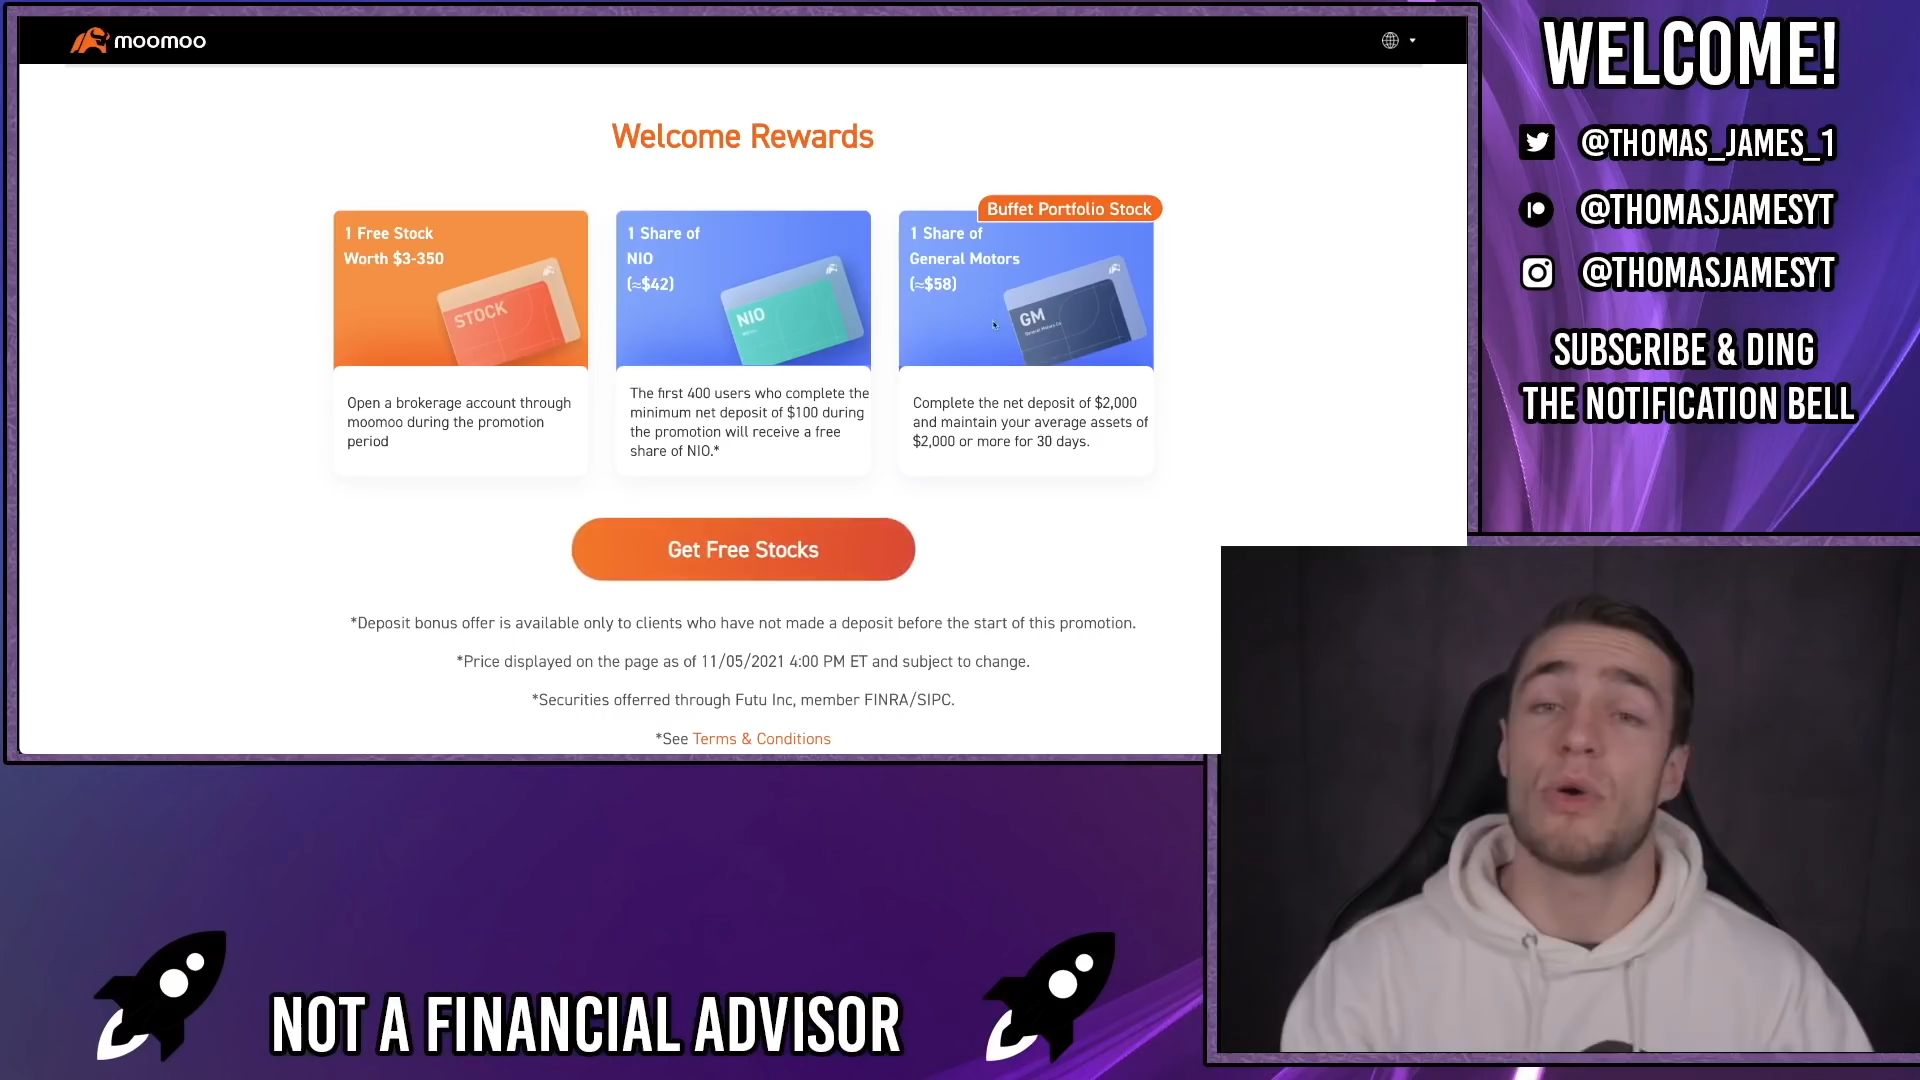 moomoo
Welcome Rewards
1 Free Stock
Worth $3-350
STOCK
Open a brokerage account through
moomoo during the promotion
period
1 Share of
NIO
(≈$42)
NIO
The first 400 users who complete the
minimum net deposit of $100 during
the promotion will receive a free
share of NIO.*
Buffet Portfolio Stock
1 Share of
General Motors
(≈$58)
GM
General Motors Co
Complete the net deposit of $2,000
and maintain your average assets of
$2,000 or more for 30 days.
Get Free Stocks
*Deposit bonus offer is available only to clients who have not made a deposit before the start of this promotion.
*Price displayed on the page as of 11/05/2021 4:00 PM ET and subject to change.
*Securities offerred through Futu Inc, member FINRA/SIPC.
*See Terms & Conditions
WELCOME!
@THOMAS_JAMES_1
@THOMASJAMESYT
@THOMASJAMESYT
SUBSCRIBE & DING
THE NOTIFICATION BELL
NOT A FINANCIAL ADVISOR